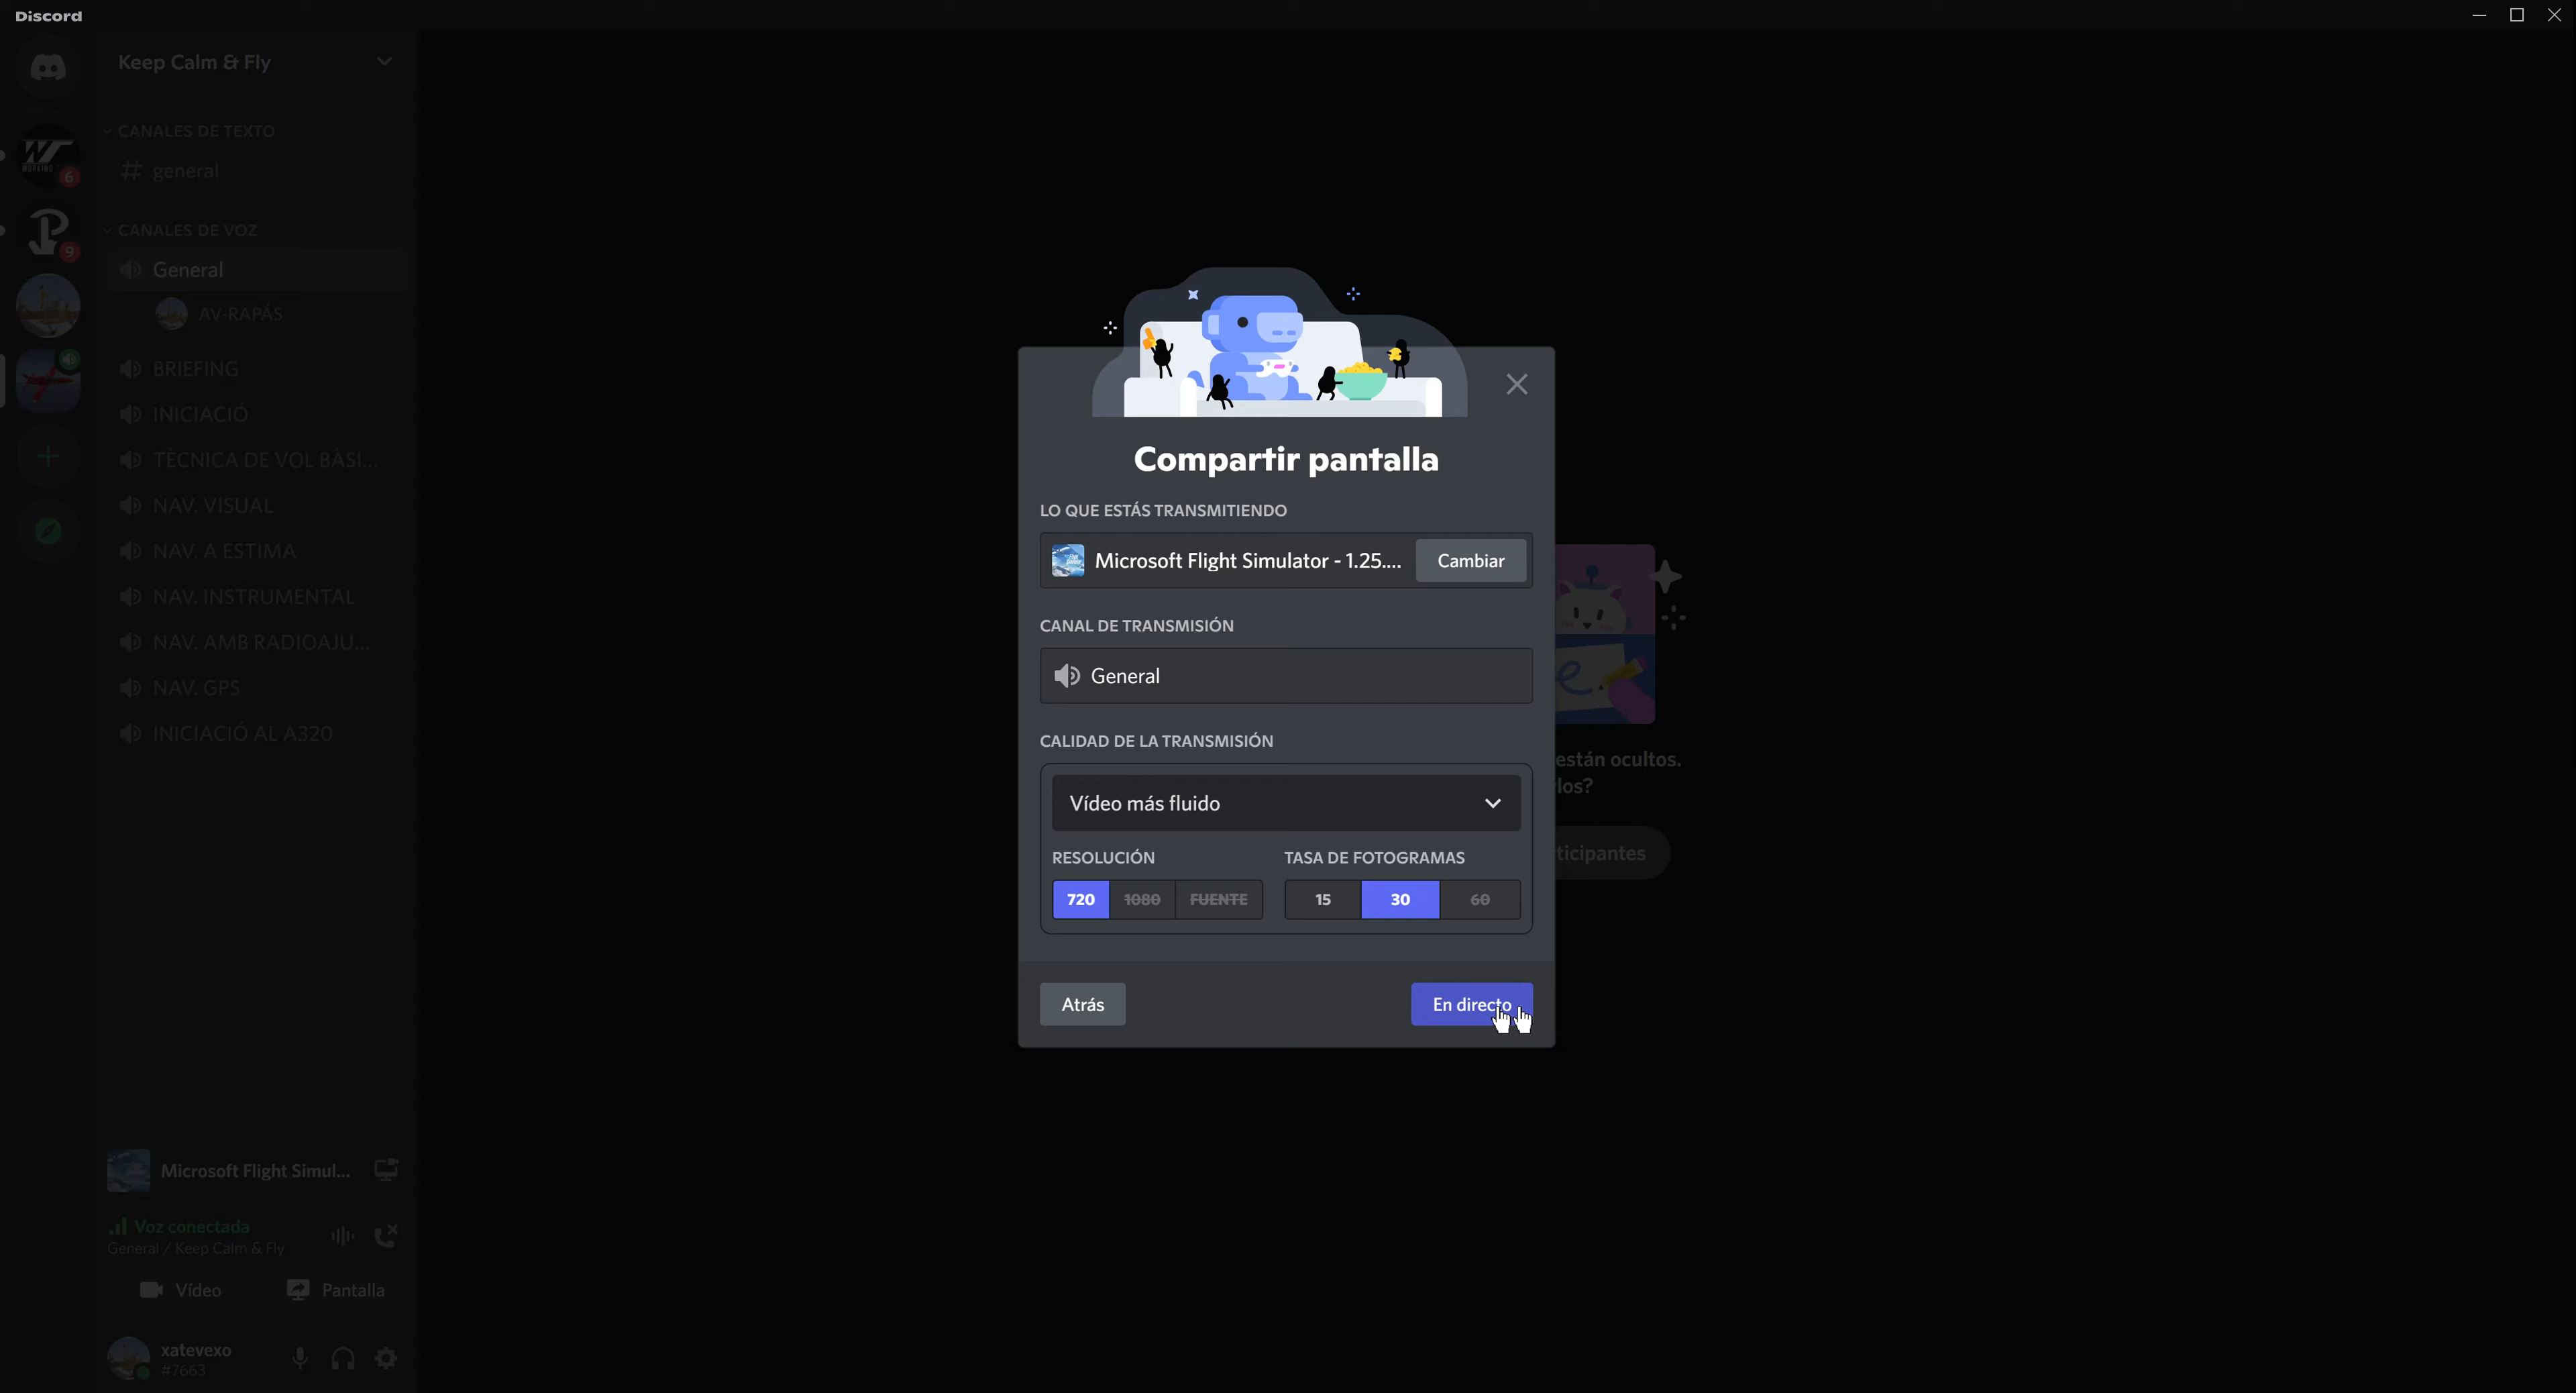 Discord
Keep Calm & Fly
CANALES DE TEXTO
general
CANALES DE VOZ
General
AV-RAPÁS
BRIEFING
INICIACIÓ
TÈCNICA DE VOL BÀSI...
NAV. VISUAL
NAV. A ESTIMA
NAV. INSTRUMENTAL
NAV. AMB RADIOAJU...
NAV. GPS
INICIACIÓ AL A320
6
9
Microsoft Flight Simul...
Voz conectada
General / Keep Calm & Fly
Vídeo
Pantalla
xatevexo
#7663
Compartir pantalla
LO QUE ESTÁS TRANSMITIENDO
Microsoft Flight Simulator - 1.25.... Cambiar
CANAL DE TRANSMISIÓN
General
CALIDAD DE LA TRANSMISIÓN
Vídeo más fluido
RESOLUCIÓN TASA DE FOTOGRAMAS
720 1080 FUENTE 15 30 60
Atrás En directo
están ocultos.
los?
ticipantes